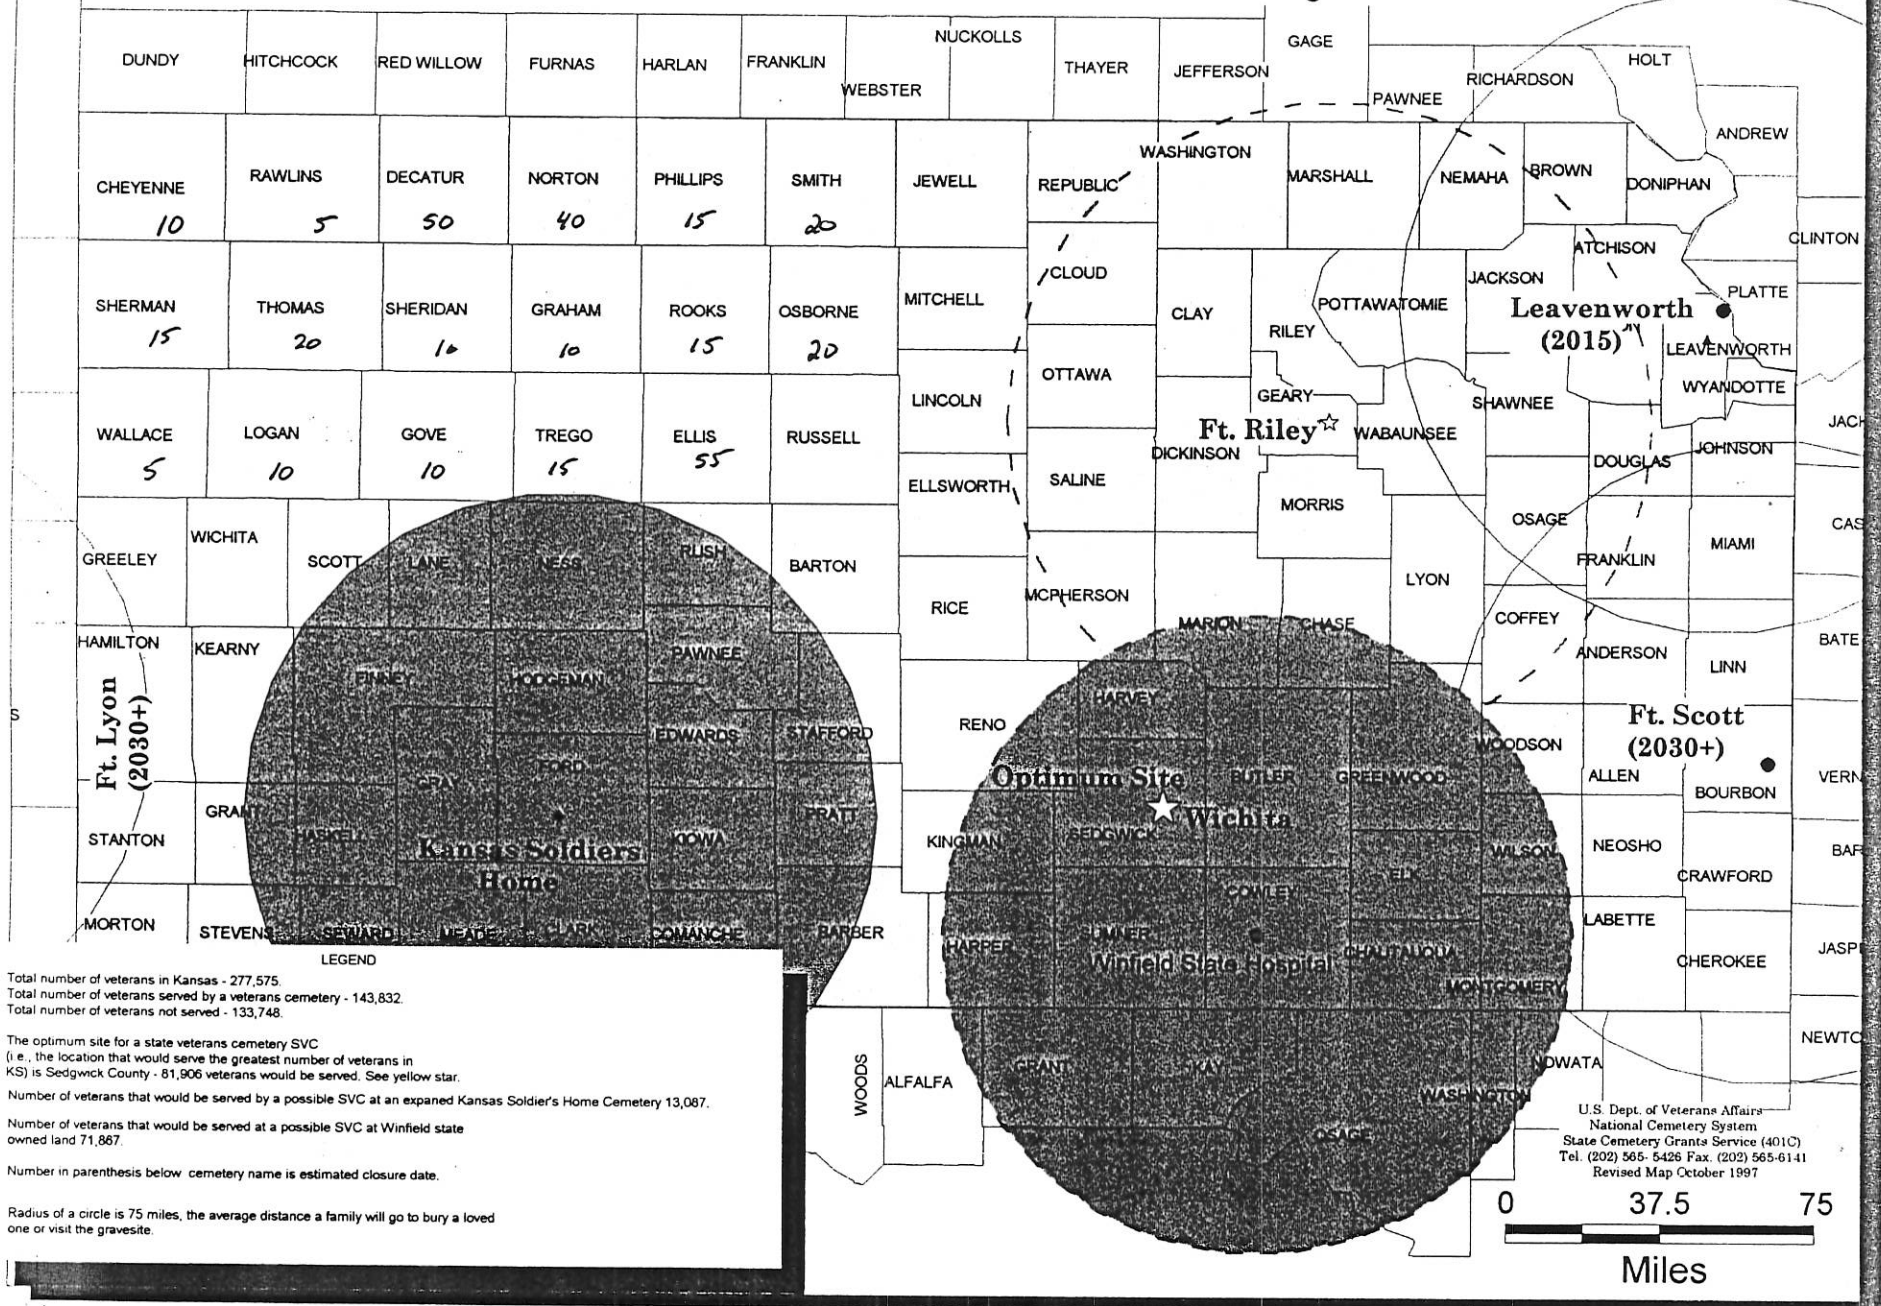 NUCKOLLS
GAGE
DUNDY HITCHCOCK RED WILLOW FURNAS HARLAN FRANKLIN THAYER JEFFERSON RICHARDSON HOLT
WEBSTER PAWNEE
ANDREW
WASHINGTON
CHEYENNE RAWLINS DECATUR NORTON PHILLIPS SMITH JEWELL REPUBLIC MARSHALL NEMAHA BROWN DONIPHAN
10 5 50 40 15 20
CLINTON
ATCHISON
CLOUD JACKSON
SHERMAN THOMAS SHERIDAN GRAHAM ROOKS OSBORNE MITCHELL CLAY RILEY POTTAWATOMIE PLATTE
15 20 10 10 15 20
Leavenworth
(2015)
LEAVENWORTH
OTTAWA WYANDOTTE
LINCOLN GEARY SHAWNEE
WALLACE LOGAN GOVE TREGO ELLIS RUSSELL Ft. Riley WABAUNSEE JACK
5 10 10 15 55
DICKINSON DOUGLAS JOHNSON
ELLSWORTH SALINE
MORRIS OSAGE CAS
GREELEY WICHITA SCOTT LANE NESS RUSH BARTON FRANKLIN MIAMI
RICE MCPHERSON LYON
MARION CHASE COFFEY
HAMILTON KEARNY FINNEY HODGEMAN PAWNEE ANDERSON LINN BATE
S
Ft. Lyon
(2030+)
HARVEY
RENO
EDWARDS STAFFORD WOODSON
Ft. Scott
(2030+)
GRAY FORD
Optimum Site BUTLER GREENWOOD ALLEN VERN
BOURBON
GRANT PRATT
Wichita
STANTON HASKELL KIOWA KINGMAN SEDGWICK WILSON NEOSHO BAR
Kansas Soldiers
Home
ELK CRAWFORD
COWLEY
MORTON STEVENS SEWARD MEADE CLARK COMANCHE BARBER HARPER SUMNER LABETTE
CHAUTAUQUA CHEROKEE JASP
Winfield State Hospital
MONTGOMERY
NEWTO
WOODS ALFALFA GRANT KAY NOWATA
WASHINGTON
OSAGE
LEGEND
Total number of veterans in Kansas - 277,575.
Total number of veterans served by a veterans cemetery - 143,832.
Total number of veterans not served - 133,748.
The optimum site for a state veterans cemetery SVC
(i.e., the location that would serve the greatest number of veterans in
KS) is Sedgwick County - 81,906 veterans would be served. See yellow star.
Number of veterans that would be served by a possible SVC at an expaned Kansas Soldier's Home Cemetery 13,087.
Number of veterans that would be served at a possible SVC at Winfield state
owned land 71,867.
Number in parenthesis below cemetery name is estimated closure date.
Radius of a circle is 75 miles, the average distance a family will go to bury a loved
one or visit the gravesite.
U.S. Dept. of Veterans Affairs
National Cemetery System
State Cemetery Grants Service (401C)
Tel. (202) 565- 5426 Fax. (202) 565-6141
Revised Map October 1997
0 37.5 75
Miles